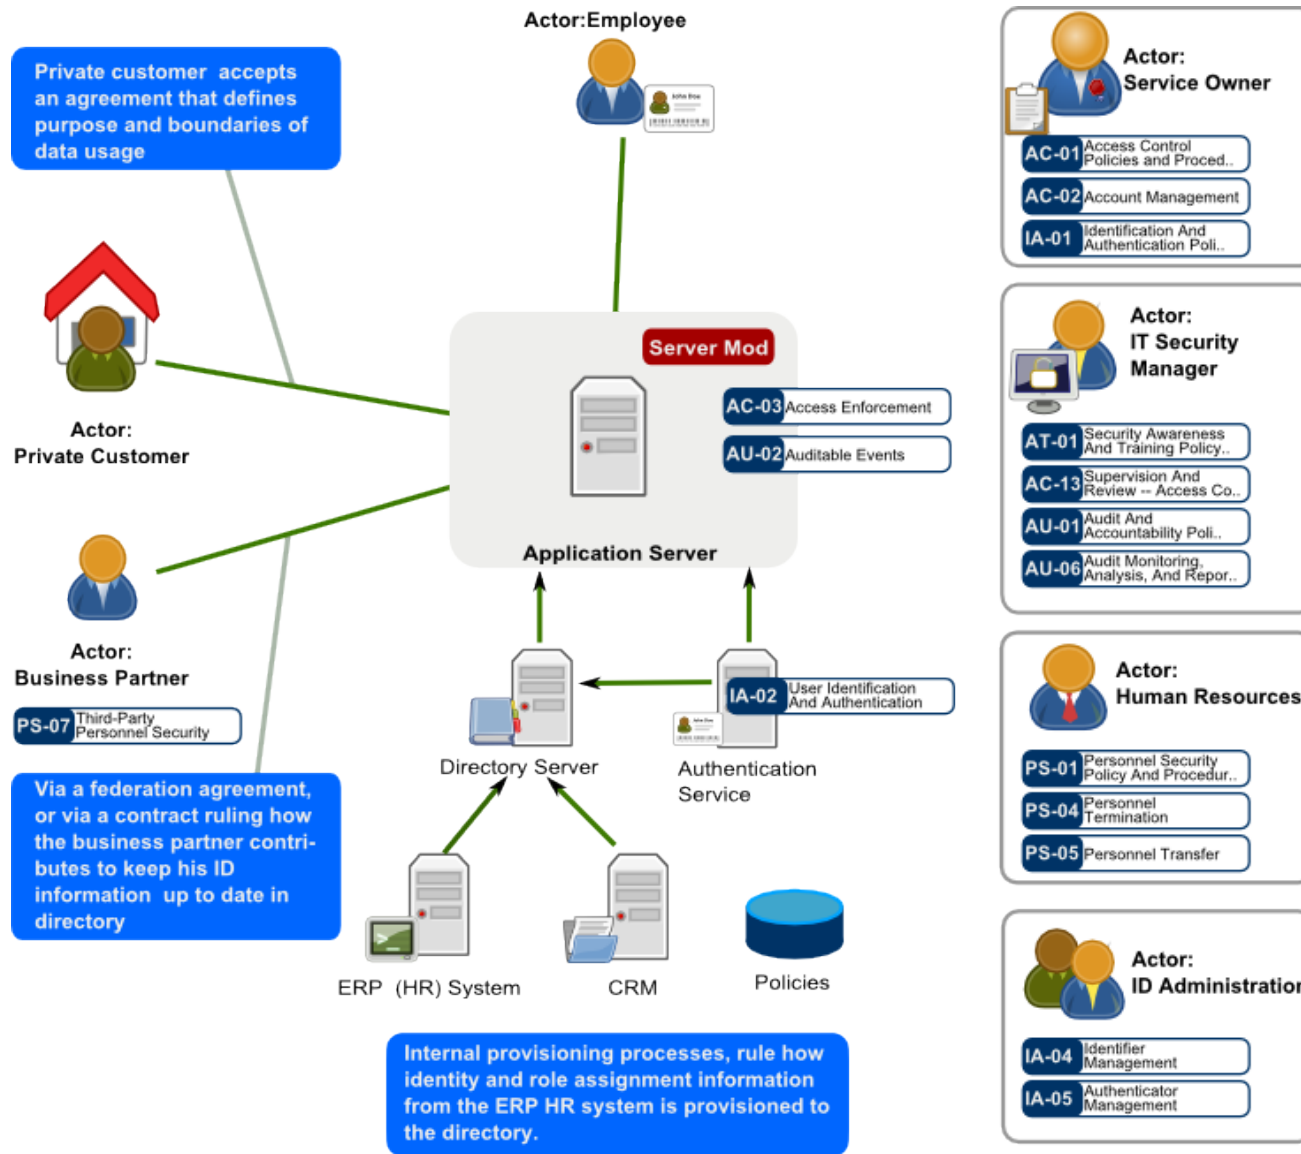 Actor:Employee
John Doe
Private customer  accepts
an agreement that defines
purpose and boundaries of
data usage
Actor:
Private Customer
Server Mod
AC-03 Access Enforcement
AU-02 Auditable Events
Application Server
Actor:
Business Partner
PS-07 Third-Party
Personnel Security
Via a federation agreement,
or via a contract ruling how
the business partner contri-
butes to keep his ID
information  up to date in
directory
IA-02 User Identification
And Authentication
John Doe
Directory Server
Authentication
Service
ERP  (HR) System
CRM
Policies
Internal provisioning processes, rule how
identity and role assignment information
from the ERP HR system is provisioned to
the directory.
Actor:
Service Owner
AC-01 Access Control
Policies and Proced..
AC-02 Account Management
IA-01 Identification And
Authentication Poli..
Actor:
IT Security
Manager
AT-01 Security Awareness
And Training Policy..
AC-13 Supervision And
Review -- Access Co..
AU-01 Audit And
Accountability Poli..
AU-06 Audit Monitoring,
Analysis, And Repor..
Actor:
Human Resources
PS-01 Personnel Security
Policy And Procedur..
PS-04 Personnel
Termination
PS-05 Personnel Transfer
Actor:
ID Administration
IA-04 Identifier
Management
IA-05 Authenticator
Management